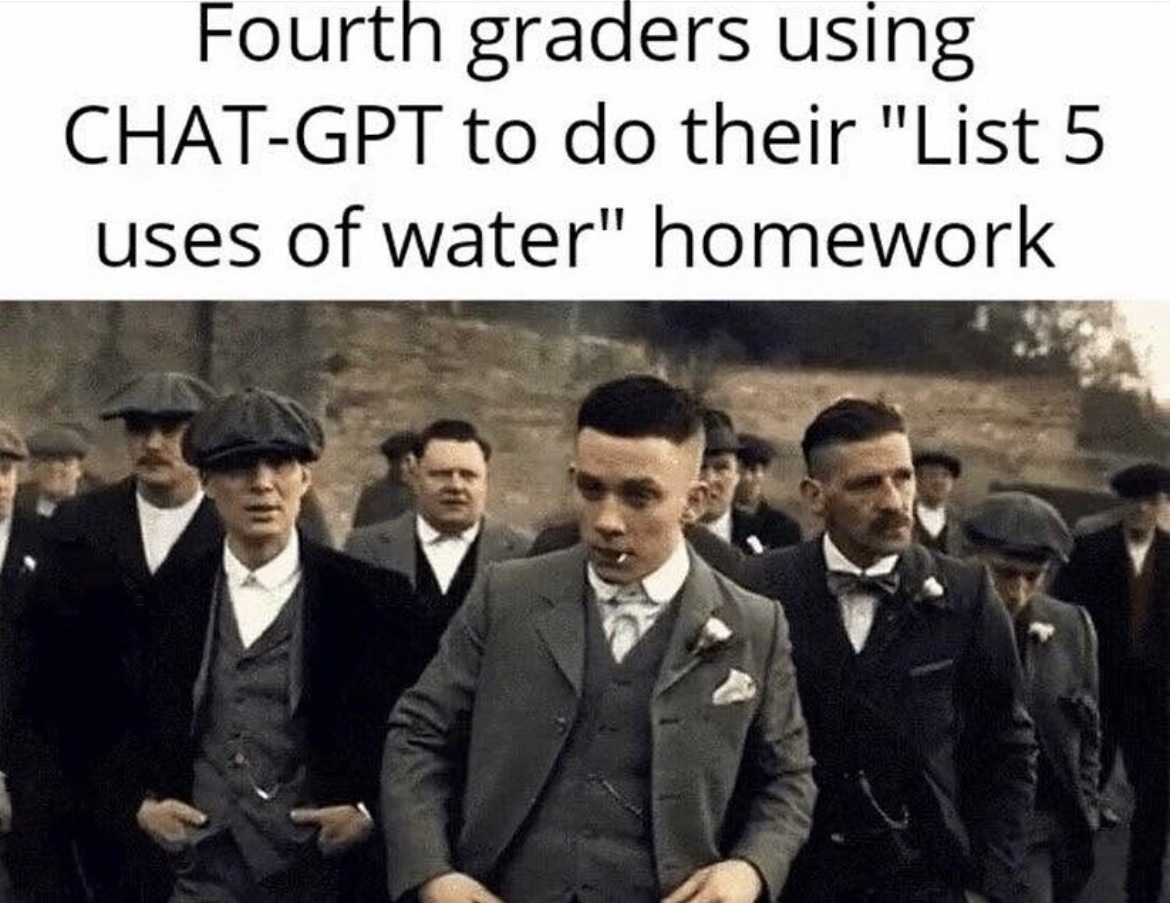 Fourth graders using
CHAT-GPT to do their "List 5
uses of water" homework